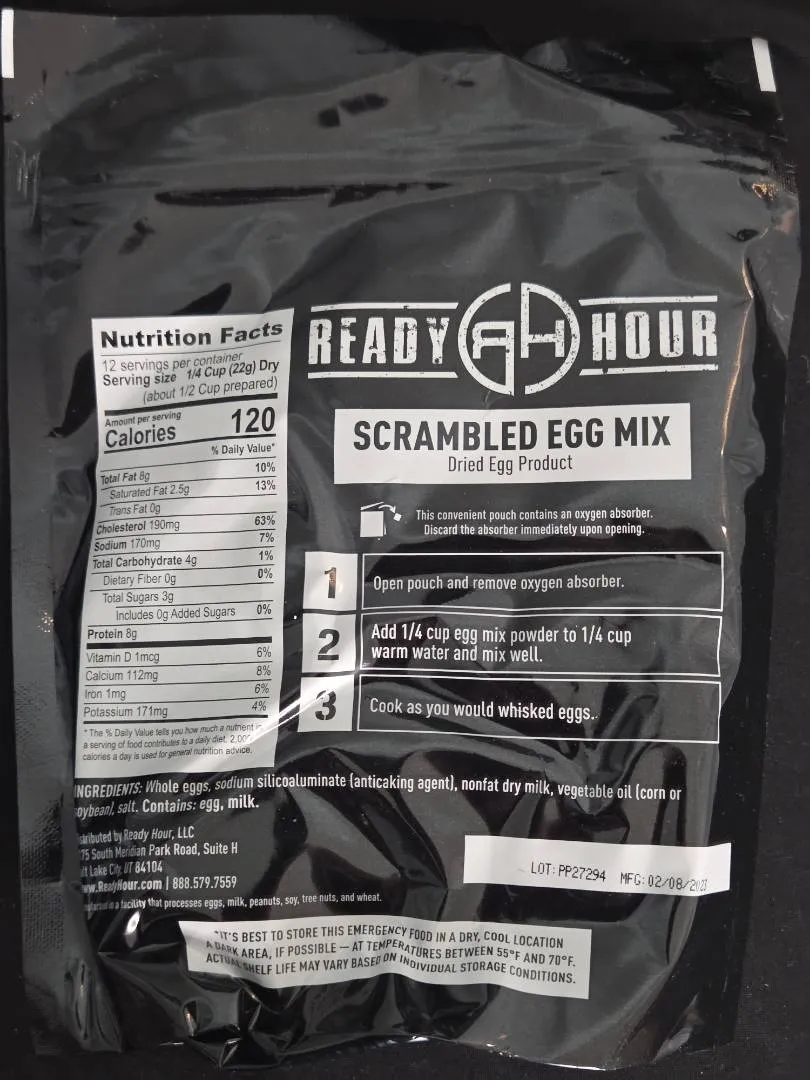 READY RH HOUR
SCRAMBLED EGG MIX
Dried Egg Product
This convenient pouch contains an oxygen absorber.
Discard the absorber immediately upon opening.
1 Open pouch and remove oxygen absorber.
2 Add 1/4 cup egg mix powder to 1/4 cup
warm water and mix well.
3 Cook as you would whisked eggs.
Nutrition Facts
12 servings per container
Serving size 1/4 Cup (22g) Dry
(about 1/2 Cup prepared)
Amount per serving
Calories 120
% Daily Value*
Total Fat 8g 10%
Saturated Fat 2.5g 13%
Trans Fat 0g
Cholesterol 190mg 63%
Sodium 170mg 7%
Total Carbohydrate 4g 1%
Dietary Fiber 0g 0%
Total Sugars 3g
Includes 0g Added Sugars 0%
Protein 8g
Vitamin D 1mcg 6%
Calcium 112mg 8%
Iron 1mg 6%
Potassium 171mg 4%
* The % Daily Value tells you how much a nutrient in
a serving of food contributes to a daily diet. 2,000
calories a day is used for general nutrition advice.
INGREDIENTS: Whole eggs, sodium silicoaluminate (anticaking agent), nonfat dry milk, vegetable oil (corn or
soybean), salt. Contains: egg, milk.
by Ready Hour, LLC
75 South Meridian Park Road, Suite H
Lake City, UT 84104
www.ReadyHour.com | 888.579.7559
in a facility that processes eggs, milk, peanuts, soy, tree nuts, and wheat.
LOT: PP27294 MFG: 02/08/2023
*IT'S BEST TO STORE THIS EMERGENCY FOOD IN A DRY, COOL LOCATION
A DARK AREA, IF POSSIBLE — AT TEMPERATURES BETWEEN 55°F AND 70°F.
ACTUAL SHELF LIFE MAY VARY BASED ON INDIVIDUAL STORAGE CONDITIONS.